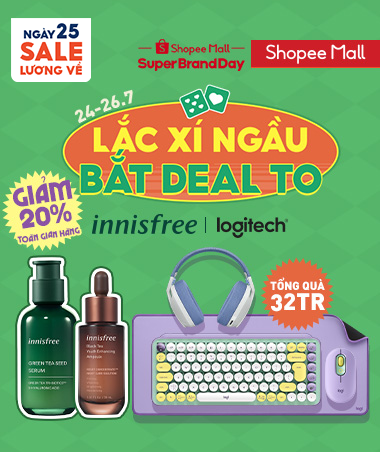 NGÀY 25
SALE
LƯƠNG VỀ
Shopee Mall
Super Brand Day
Shopee Mall
24-26.7
LẮC XÍ NGẦU
BẮT DEAL TO
GIẢM
20%
TOÀN GIAN HÀNG
innisfree | logitech
TỔNG QUÀ
32TR
innisfree
GREEN TEA SEED
SERUM
innisfree
Black Tea
Youth Enhancing
Ampoule
logi
logi